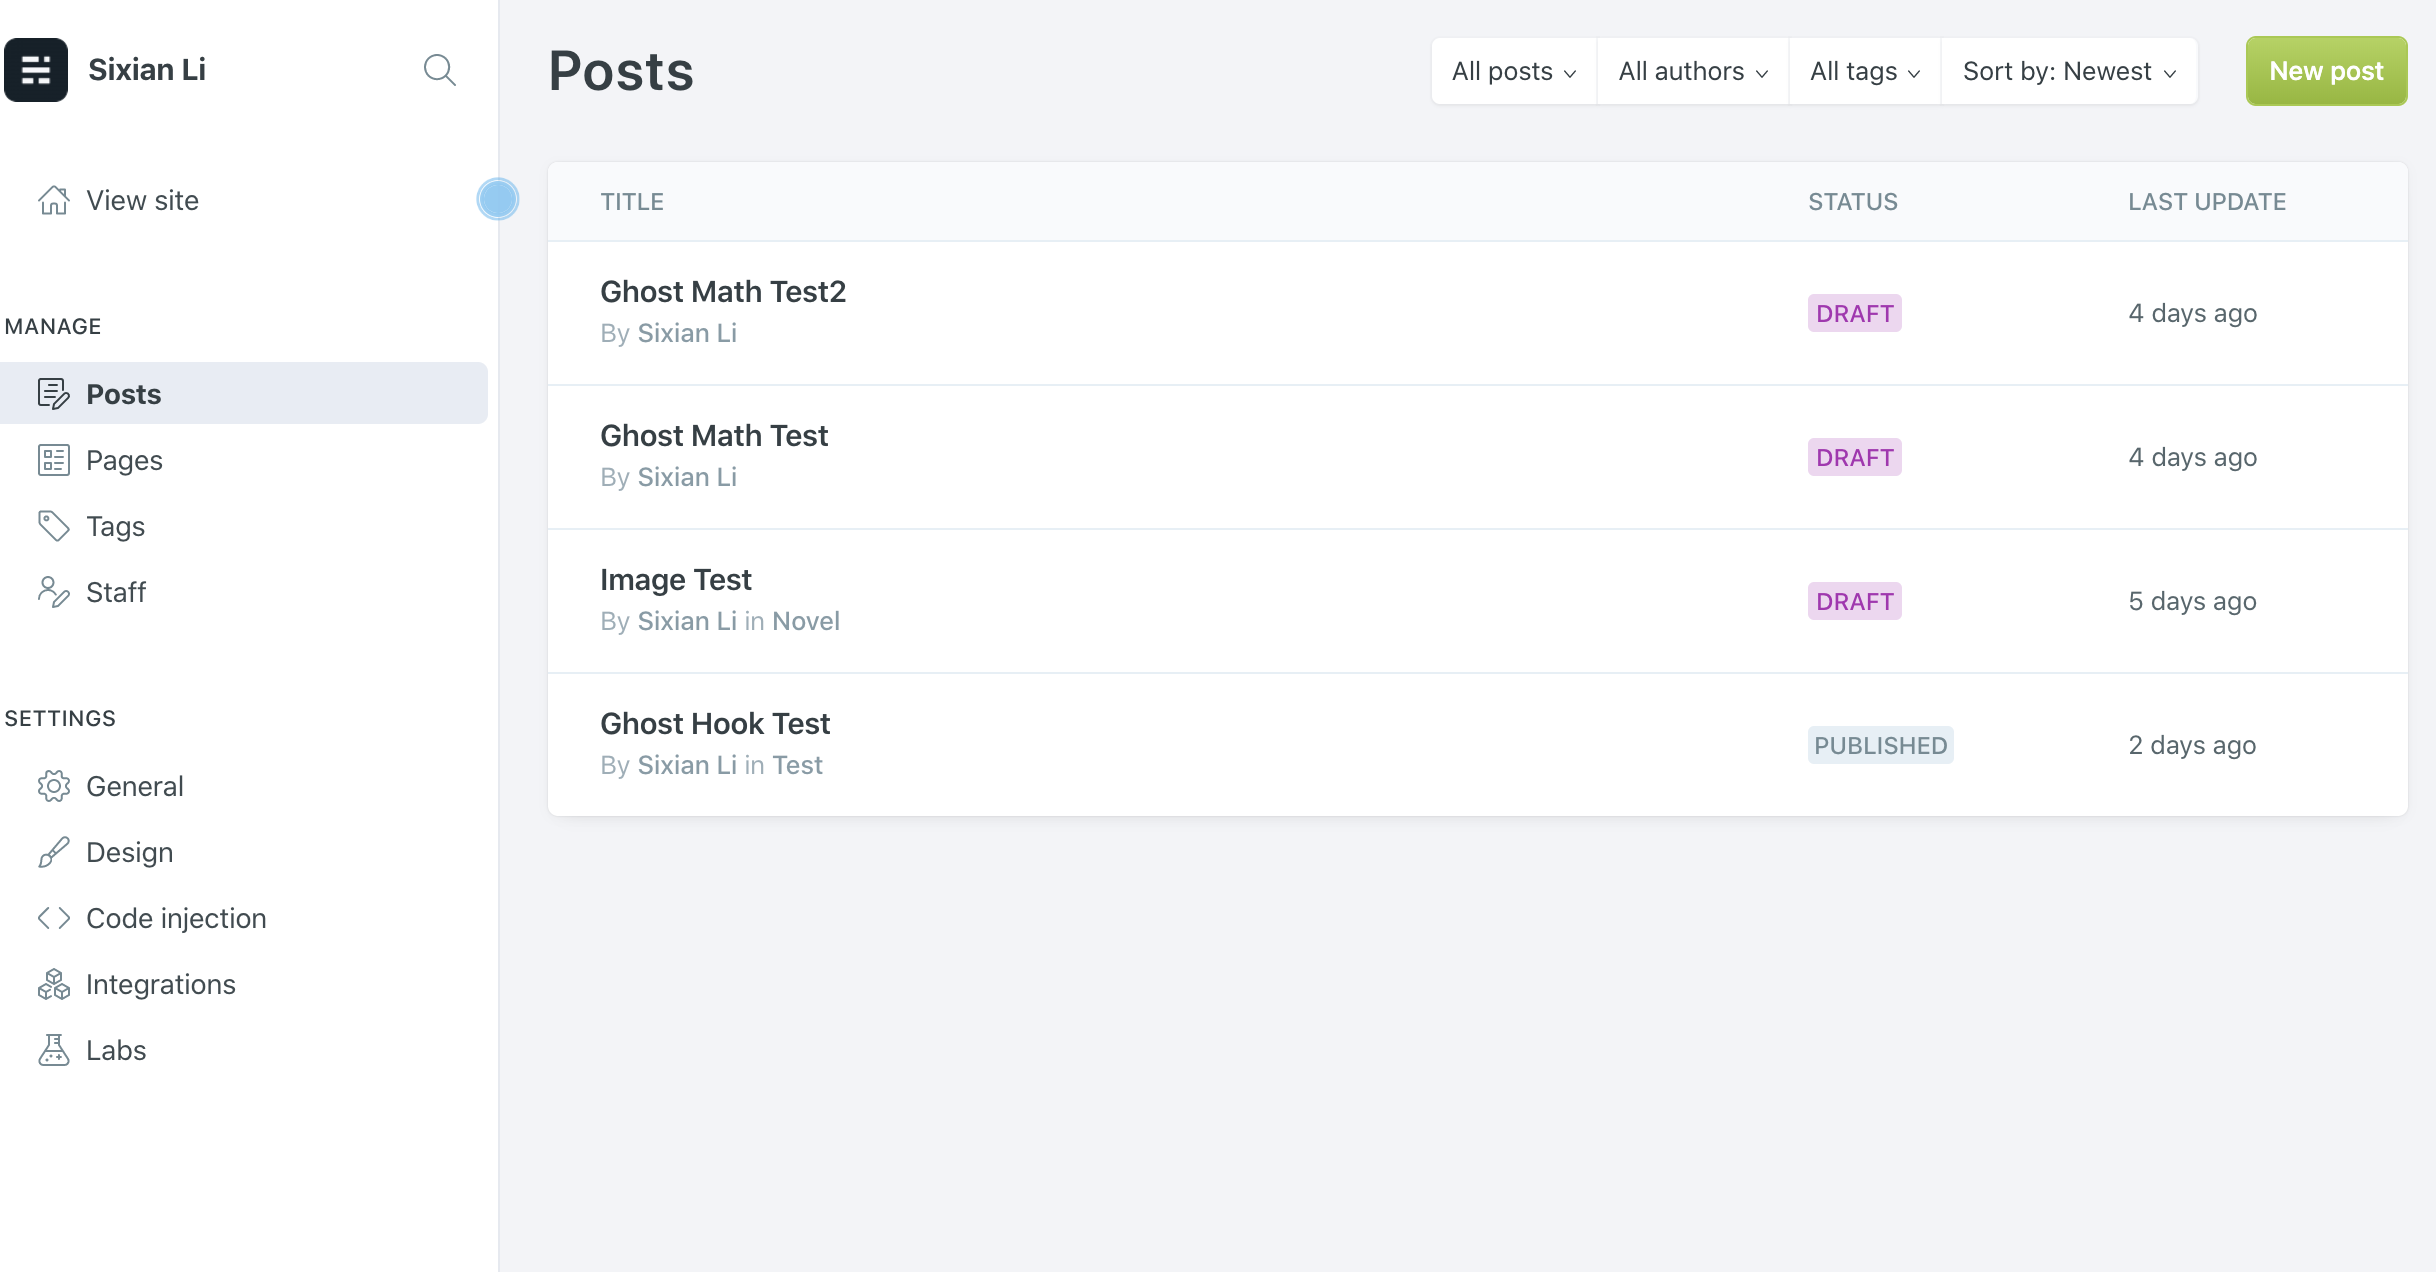 Sixian Li
View site
MANAGE
Posts
Pages
Tags
Staff
SETTINGS
General
Design
Code injection
Integrations
Labs
Posts
All posts All authors All tags Sort by: Newest New post
TITLE STATUS LAST UPDATE
Ghost Math Test2
By Sixian Li
DRAFT 4 days ago
Ghost Math Test
By Sixian Li
DRAFT 4 days ago
Image Test
By Sixian Li in Novel
DRAFT 5 days ago
Ghost Hook Test
By Sixian Li in Test
PUBLISHED 2 days ago